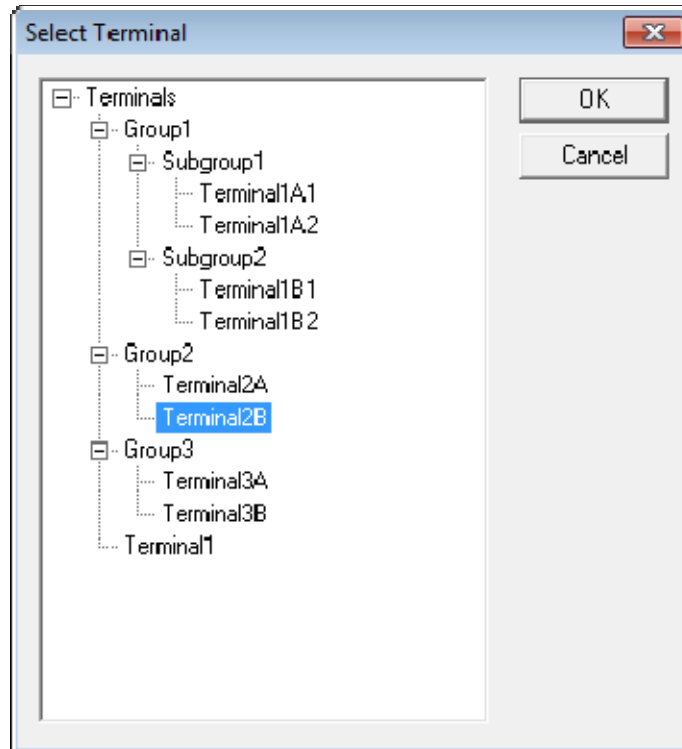 Select Terminal
Terminals
Group1
Subgroup1
Terminal1A1
Terminal1A2
Subgroup2
Terminal1B1
Terminal1B2
Group2
Terminal2A
Terminal2B
Group3
Terminal3A
Terminal3B
Terminal1
OK
Cancel